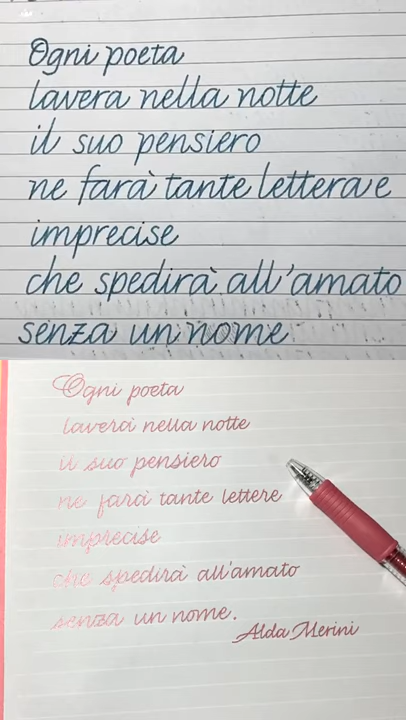 Ogni poeta
lavera nella notte
il suo pensiero
ne farà tante lettera e
imprecise
che spedirà all'amato
senza un nome
Ogni poeta
laverà nella notte
il suo pensiero
ne farà tante lettere
imprecise
che spedirà all'amato
senza un nome.
Alda Merini